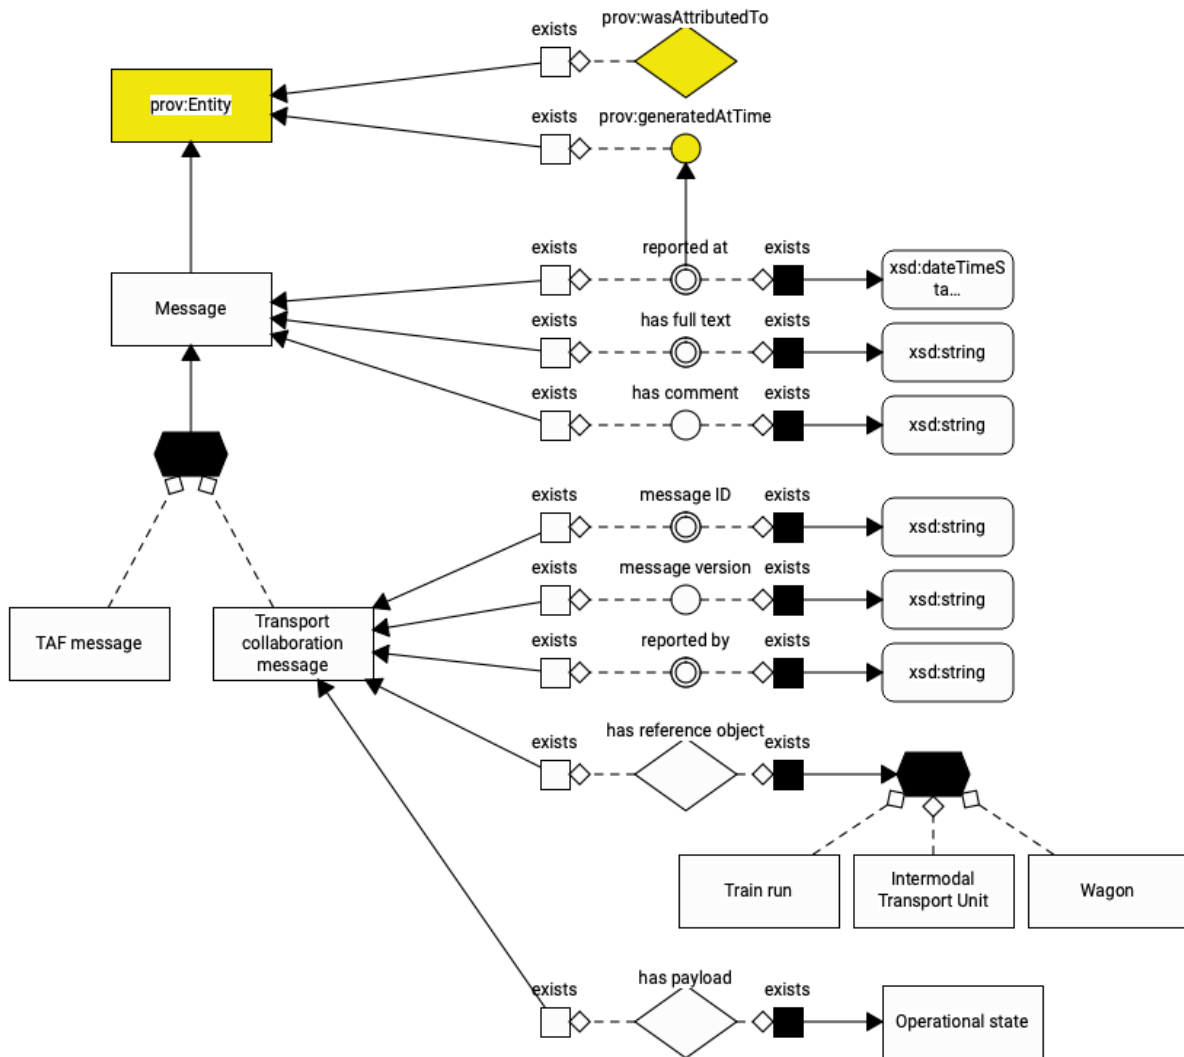 prov:wasAttributedTo
exists
prov:Entity
prov:generatedAtTime
exists
reported at
exists
exists
xsd:dateTimeS
ta...
Message
has full text
exists
exists
xsd:string
has comment
exists
exists
xsd:string
message ID
exists
exists
xsd:string
message version
exists
exists
xsd:string
TAF message
Transport
collaboration
message
reported by
exists
exists
xsd:string
has reference object
exists
exists
Train run
Intermodal
Transport Unit
Wagon
has payload
exists
exists
Operational state